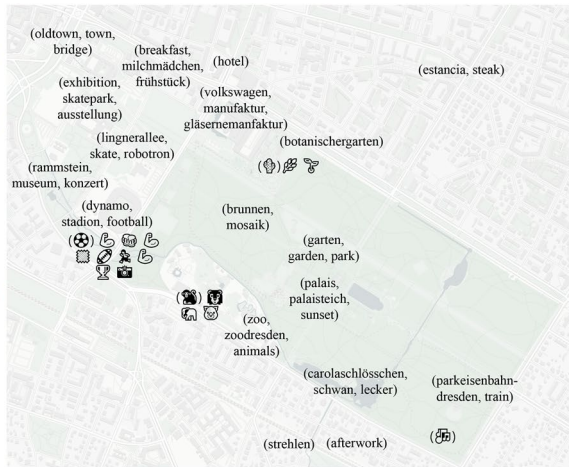 (oldtown, town,
bridge)
(breakfast,
milchmädchen,
frühstück)
(hotel)
(estancia, steak)
(exhibition,
skatepark,
ausstellung)
(volkswagen,
manufaktur,
gläsernemanfaktur)
(lingnerallee,
skate, robotron)
(botanischergarten)
(rammstein,
museum, konzert)
(dynamo,
stadion, football)
(brunnen,
mosaik)
(garten,
garden, park)
(palais,
palaisteich,
sunset)
(zoo,
zoodresden,
animals)
(carolaschlösschen,
schwan, lecker)
(parkeisenbahn-
dresden, train)
(strehlen)
(afterwork)